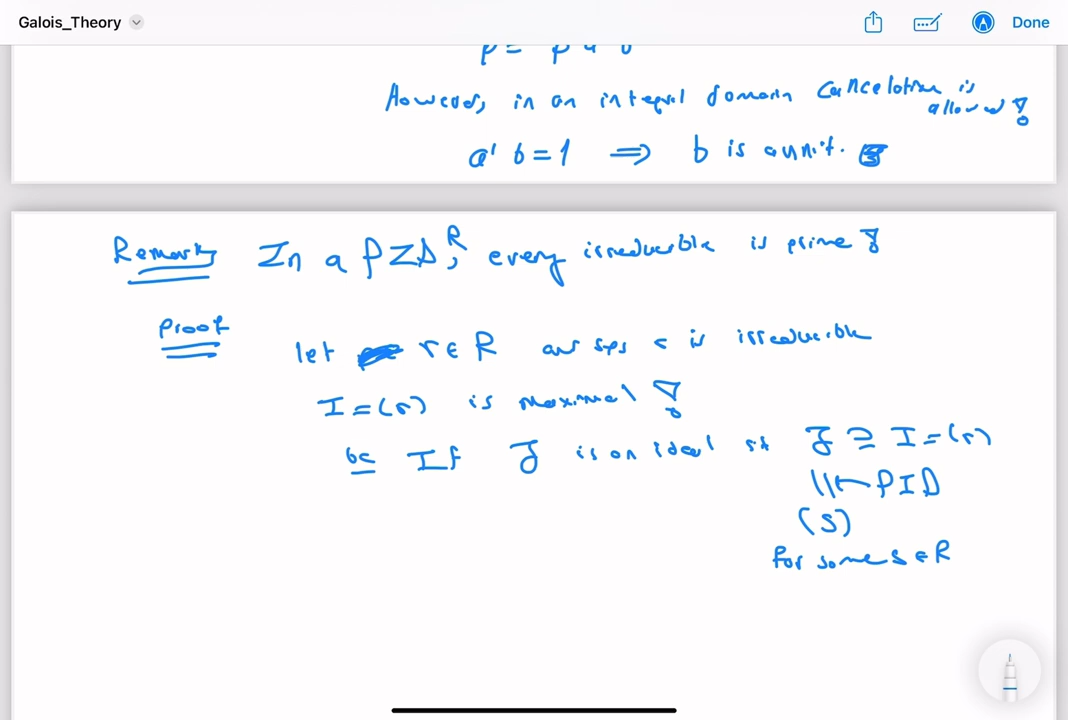 Galois_Theory
Done
However, in an integral domain cancelation is
allowed!
a' b = 1 ⟹ b is a unit.
Remark In a PID, R every irreducible is prime!
Proof
let r ∈ R and sps r is irreducible
I = (r) is maximal!
bc If J is an ideal st J ⊇ I = (r)
|| ← PID
(s)
for some s ∈ R